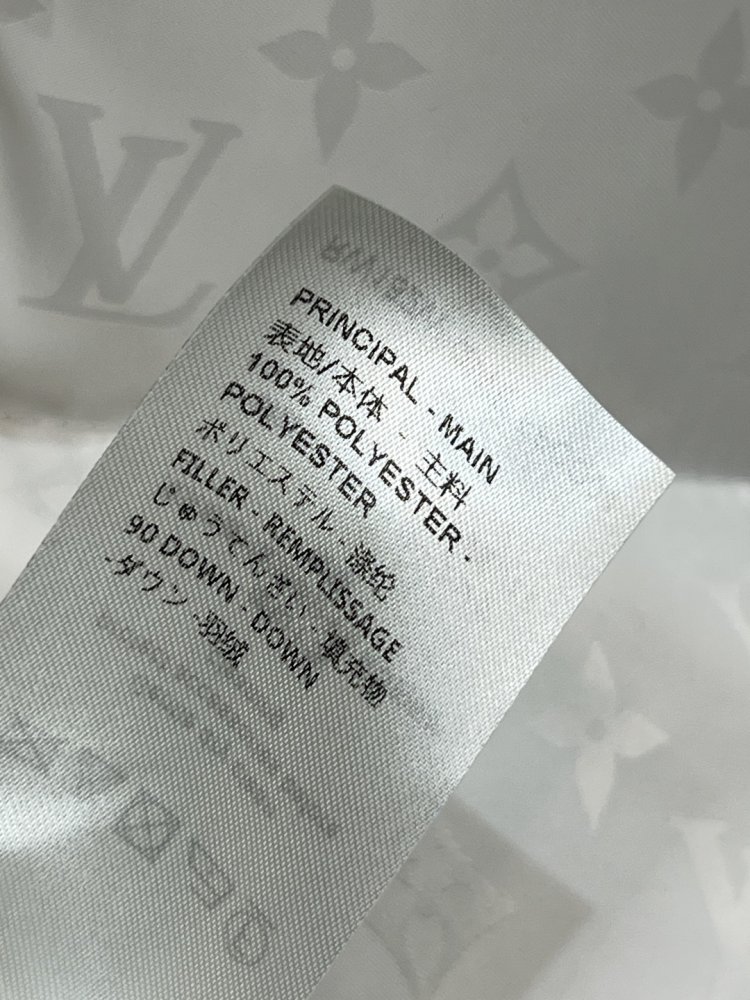 PRINCIPAL - MAIN
表地/本体 - 主料
100% POLYESTER -
POLYESTER
ポリエステル - 涤纶
FILLER - REMPLISSAGE
じゅうてんざい - 填充物
90 DOWN - DOWN
-ダウン -羽绒
LV